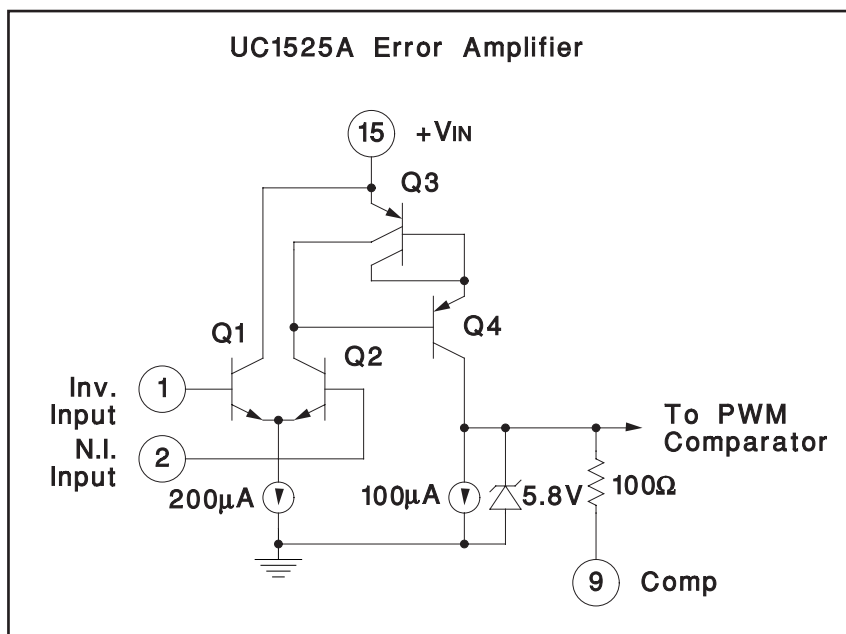 UC1525A Error Amplifier
15 +VIN
Q3
Q1
Q2
Q4
Inv.
Input
1
N.I.
Input
2
200μA
100μA
5.8V
100Ω
To PWM
Comparator
9 Comp